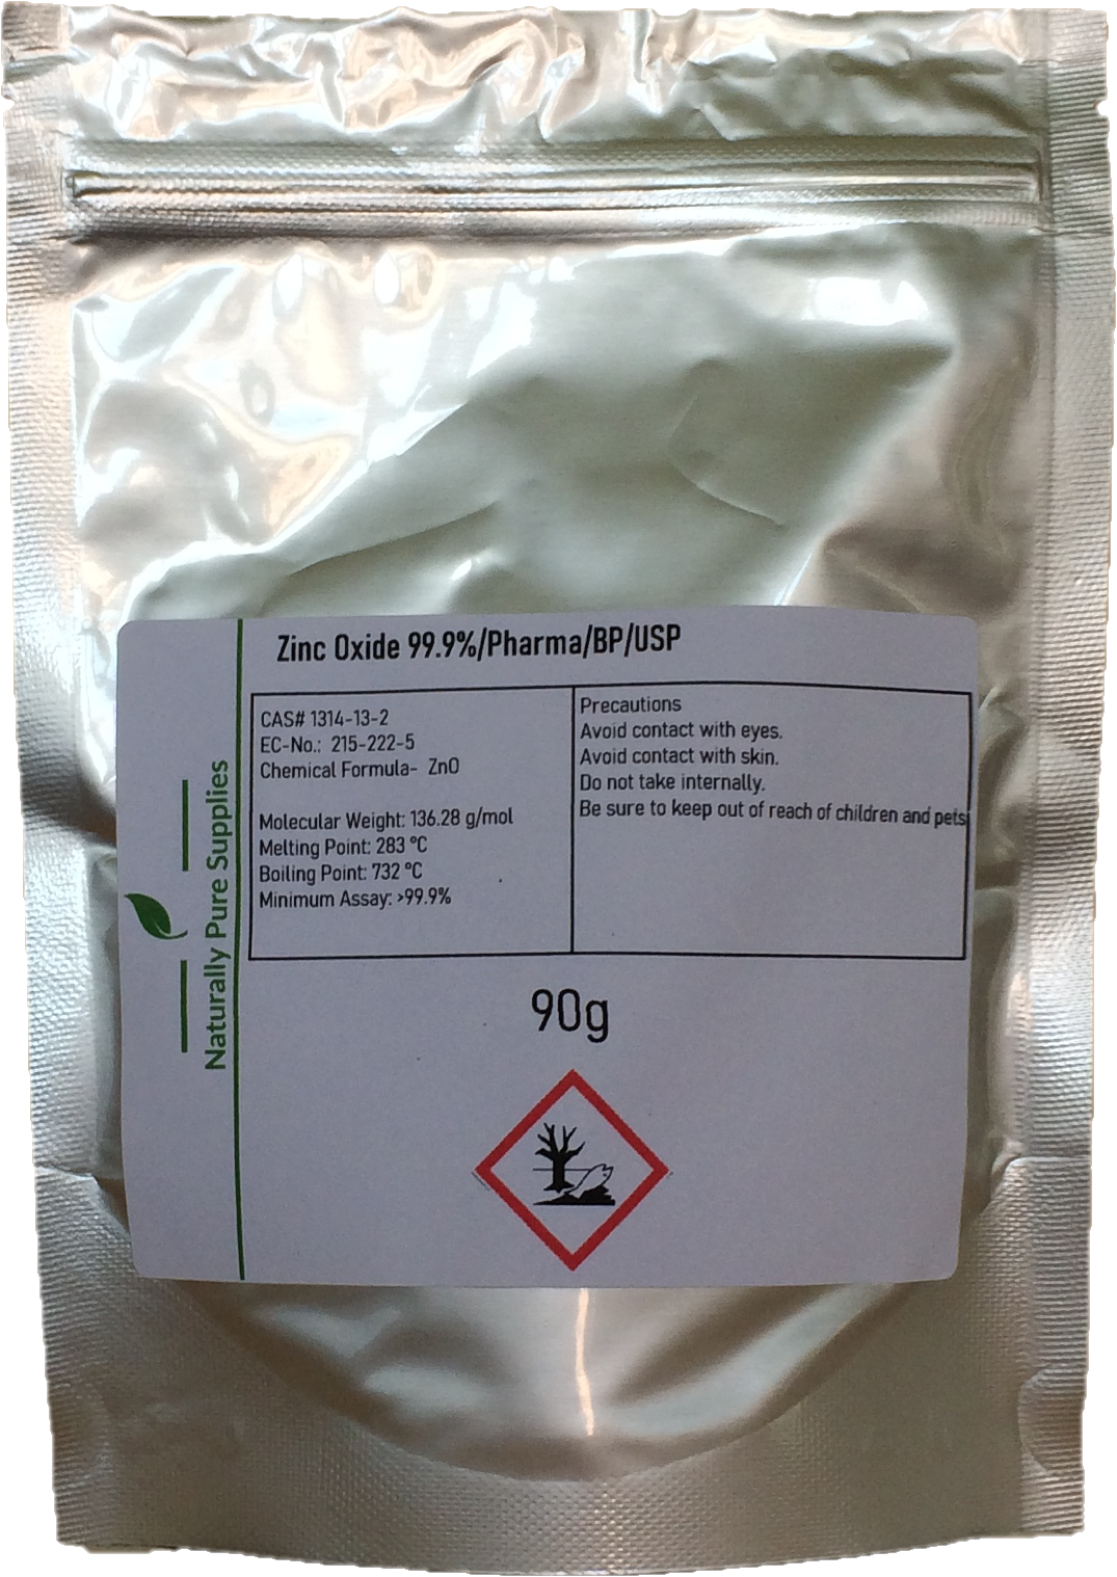 Zinc Oxide 99.9%/Pharma/BP/USP
CAS# 1314-13-2
EC-No.: 215-222-5
Chemical Formula- ZnO
Molecular Weight: 136.28 g/mol
Melting Point: 283 °C
Boiling Point: 732 °C
Minimum Assay: >99.9%
Precautions
Avoid contact with eyes.
Avoid contact with skin.
Do not take internally.
Be sure to keep out of reach of children and pets
Naturally Pure Supplies
90g